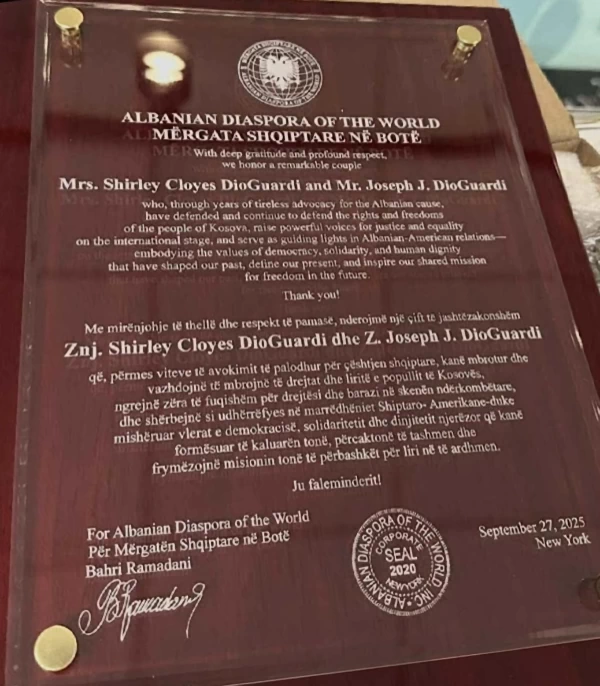 ALBANIAN DIASPORA OF THE WORLD
MËRGATA SHQIPTARE NË BOTË
With deep gratitude and profound respect,
we honor a remarkable couple
Mrs. Shirley Cloyes DioGuardi and Mr. Joseph J. DioGuardi
who, through years of tireless advocacy for the Albanian cause,
have defended and continue to defend the rights and freedoms
of the people of Kosova, raise powerful voices for justice and equality
on the international stage, and serve as guiding lights in Albanian-American relations—
embodying the values of democracy, solidarity, and human dignity
that have shaped our past, define our present, and inspire our shared mission
for freedom in the future.
Thank you!
Me mirënjohje të thellë dhe respekt të pamasë, nderojmë një çift të jashtëzakonshëm
Znj. Shirley Cloyes DioGuardi dhe Z. Joseph J. DioGuardi
që, përmes viteve të avokimit të palodhur për çështjen shqiptare, kanë mbrotur dhe
vazhdojnë të mbrojnë të drejtat dhe liritë e popullit të Kosovës,
ngrejnë zëra të fuqishëm për drejtësi dhe barazi në skenën ndërkombëtare,
dhe shërbejnë si udhërrëfyes në marrëdhëniet Shqiptaro- Amerikane-duke
mishëruar vlerat e demokracisë, solidaritetit dhe dinjitetit njerëzor që kanë
formësuar të kaluarën tonë, përcaktonë të tashmen dhe
frymëzojnë misionin tonë të përbashkët për liri në të ardhmen.
Ju faleminderit!
For Albanian Diaspora of the World
Për Mërgatën Shqiptare në Botë
Bahri Ramadani
B Ramadani
ALBANIAN DIASPORA OF THE WORLD, INC.
CORPORATE
SEAL
2020
NEW YORK
September 27, 2025
New York